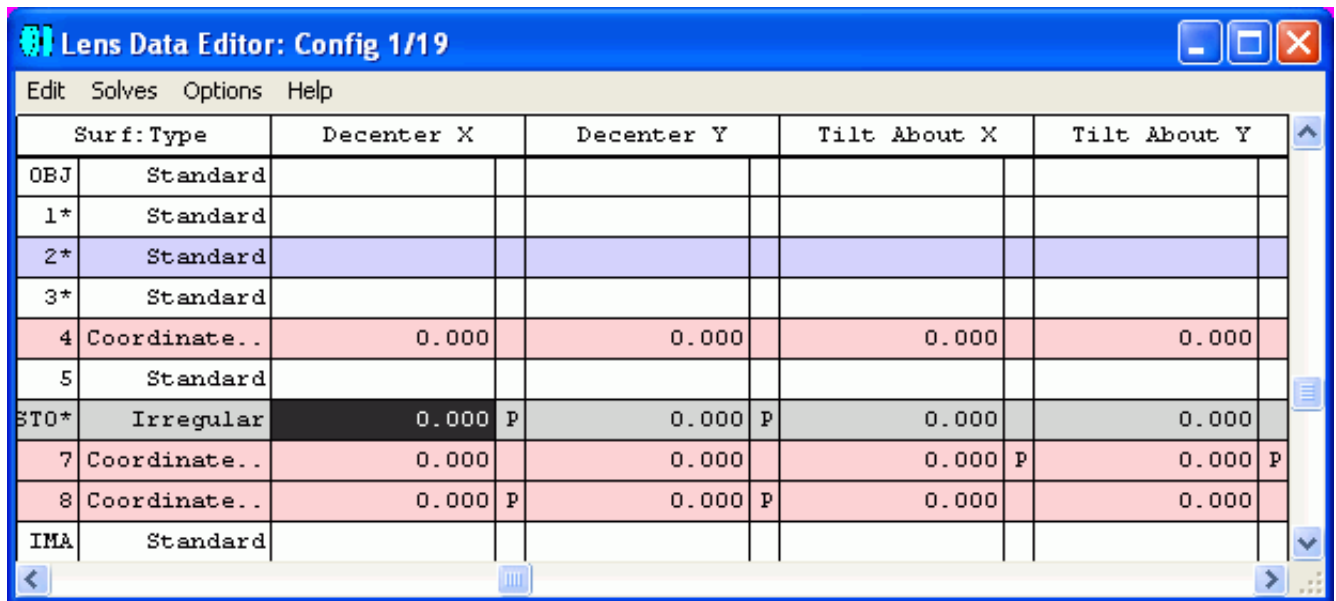 Lens Data Editor: Config 1/19
Edit Solves Options Help
Surf:Type Decenter X Decenter Y Tilt About X Tilt About Y
OBJ Standard
1* Standard
2* Standard
3* Standard
4 Coordinate.. 0.000 0.000 0.000 0.000
5 Standard
STO* Irregular 0.000 P 0.000 P 0.000 0.000
7 Coordinate.. 0.000 0.000 0.000 P 0.000 P
8 Coordinate.. 0.000 P 0.000 P 0.000 0.000
IMA Standard